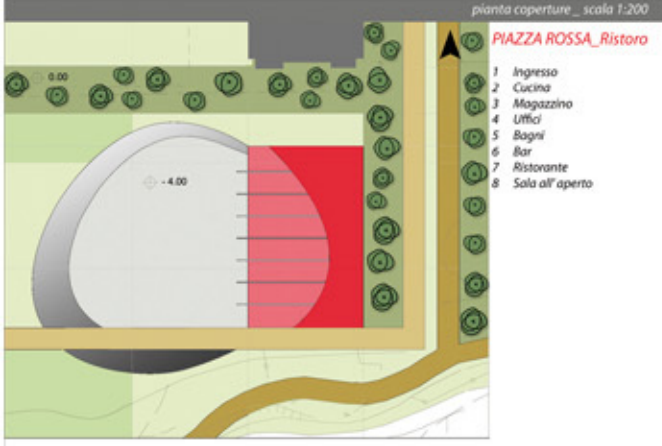 pianta coperture_ scala 1:200
PIAZZA ROSSA_Ristoro
1 Ingresso
2 Cucina
3 Magazzino
4 Uffici
5 Bagni
6 Bar
7 Ristorante
8 Sala all' aperto
0.00
- 4.00